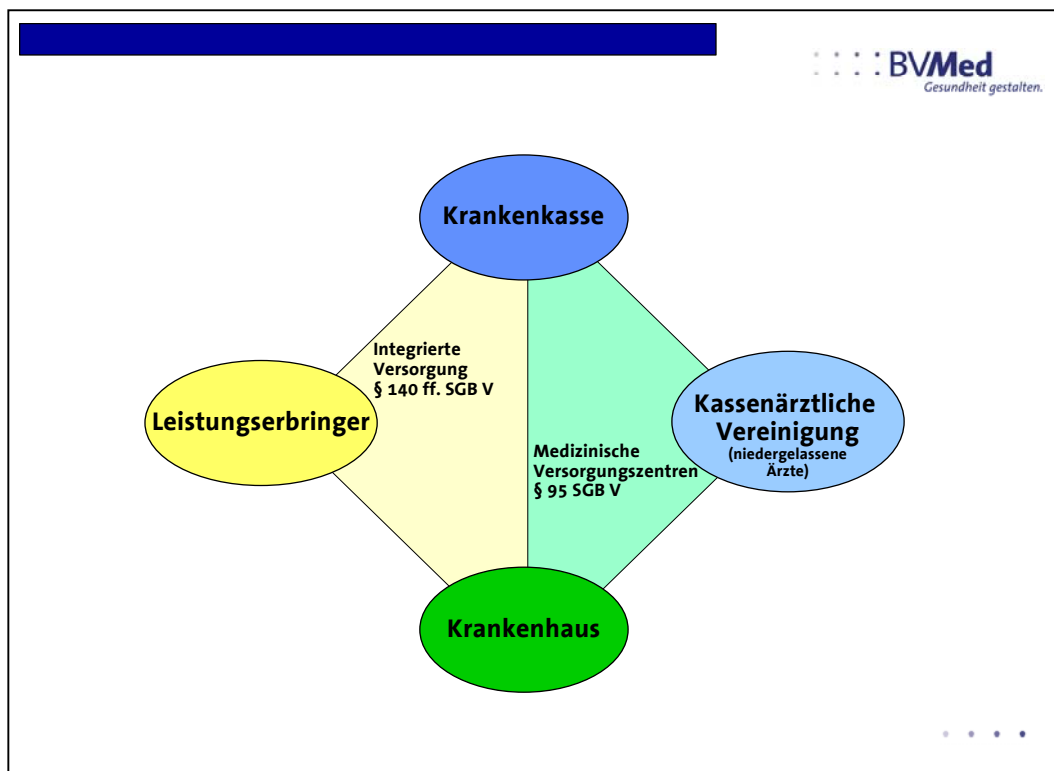 BVMed
Gesundheit gestalten.
Krankenkasse
Integrierte
Versorgung
§ 140 ff. SGB V
Leistungserbringer
Kassenärztliche
Vereinigung
(niedergelassene
Ärzte)
Medizinische
Versorgungszentren
§ 95 SGB V
Krankenhaus